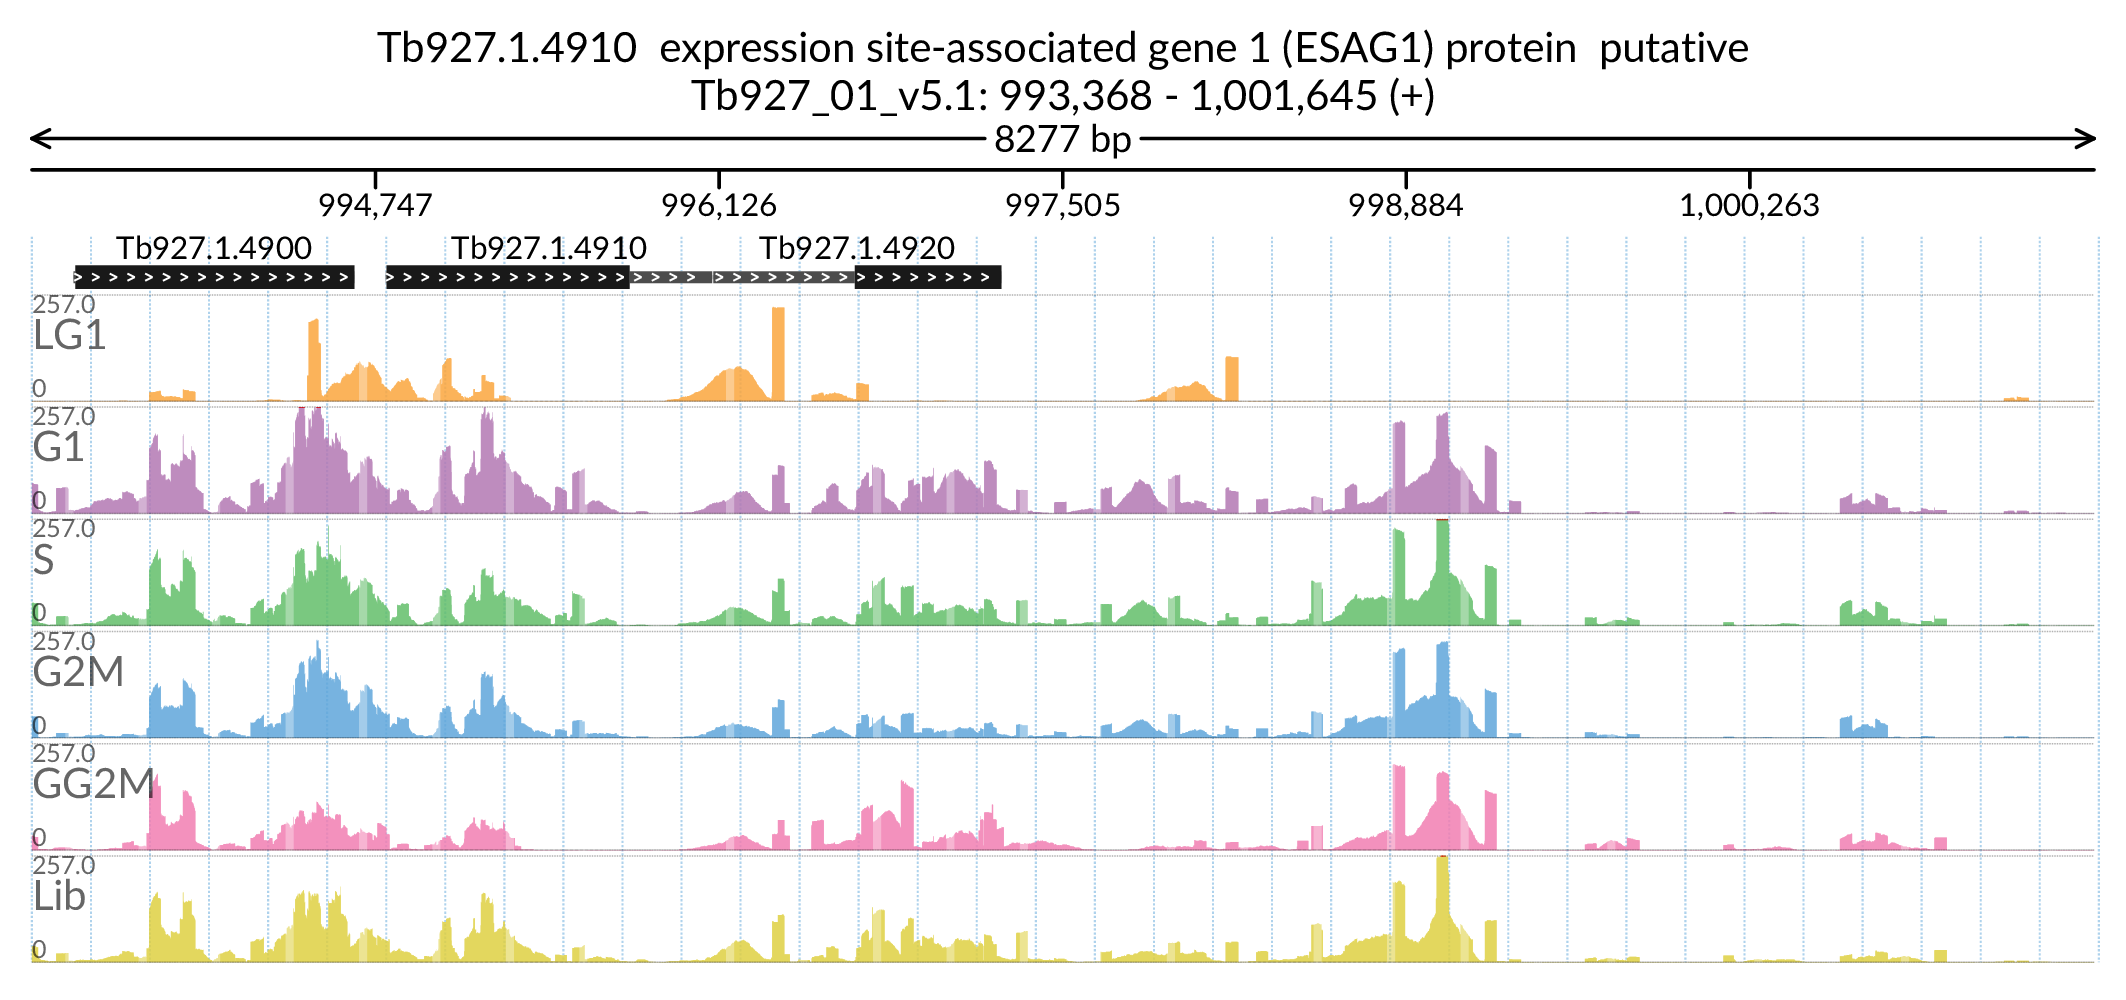 Tb927.1.4910  expression site-associated gene 1 (ESAG1) protein  putative
Tb927_01_v5.1: 993,368 - 1,001,645 (+)
8277 bp
994,747 996,126 997,505 998,884 1,000,263
Tb927.1.4900 Tb927.1.4910 Tb927.1.4920
257.0
LG1
0
257.0
G1
0
257.0
S
0
257.0
G2M
0
257.0
GG2M
0
257.0
Lib
0